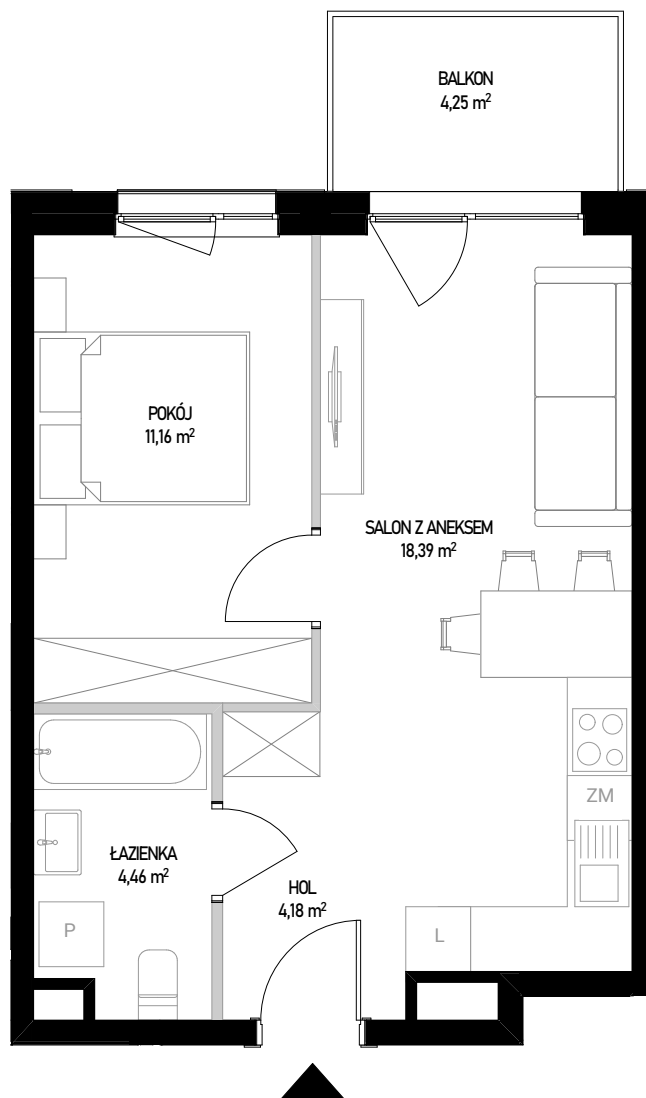 BALKON
4,25 m²
POKÓJ
11,16 m²
SALON Z ANEKSEM
18,39 m²
ZM
ŁAZIENKA
4,46 m²
HOL
4,18 m²
P
L